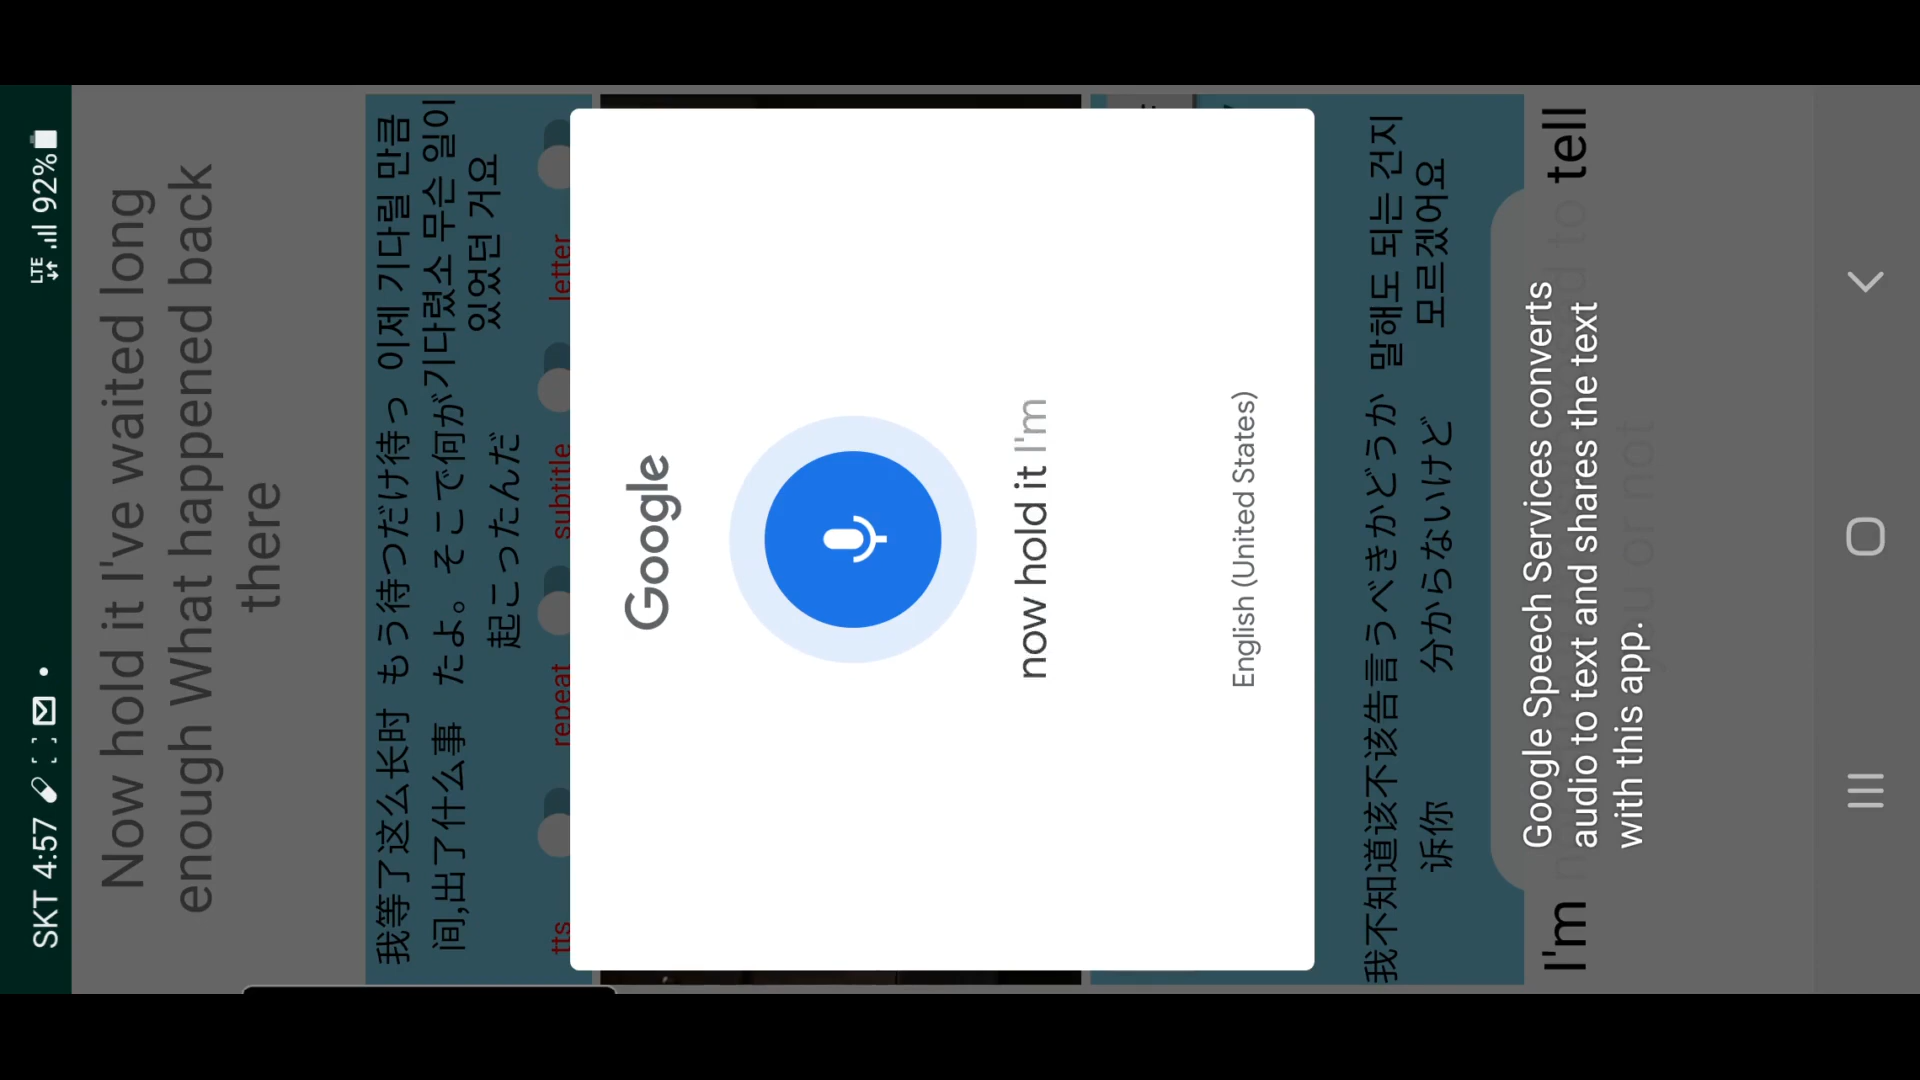 SKT 4:57
LTE 92%
Now hold it I've waited long
enough What happened back
there
我等了这么长时
间,出了什么事
もう待つだけ待っ
たよ。そこで何が
起こったんだ
이제 기다릴 만큼
기다렸소 무슨 일이
있었던 거요
tts
repeat
subtitle
letter
Google
now hold it I'm
English (United States)
我不知道该不该告
诉你
言うべきかどうか
分からないけど
말해도 되는 건지
모르겠어요
I'm
to tell
you or not
Google Speech Services converts
audio to text and shares the text
with this app.